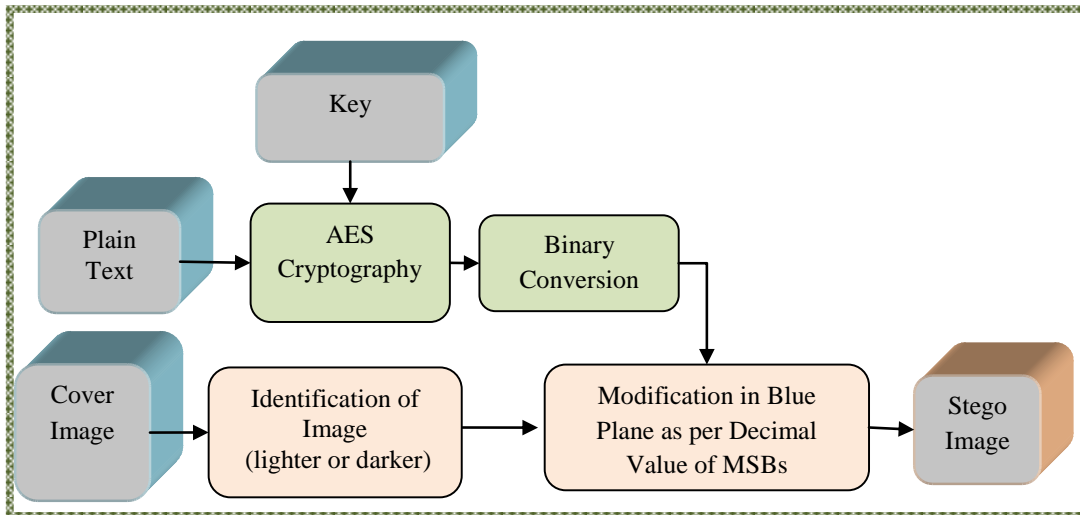 Key
Plain
Text
AES
Cryptography
Binary
Conversion
Cover
Image
Identification of
Image
(lighter or darker)
Modification in Blue
Plane as per Decimal
Value of MSBs
Stego
Image